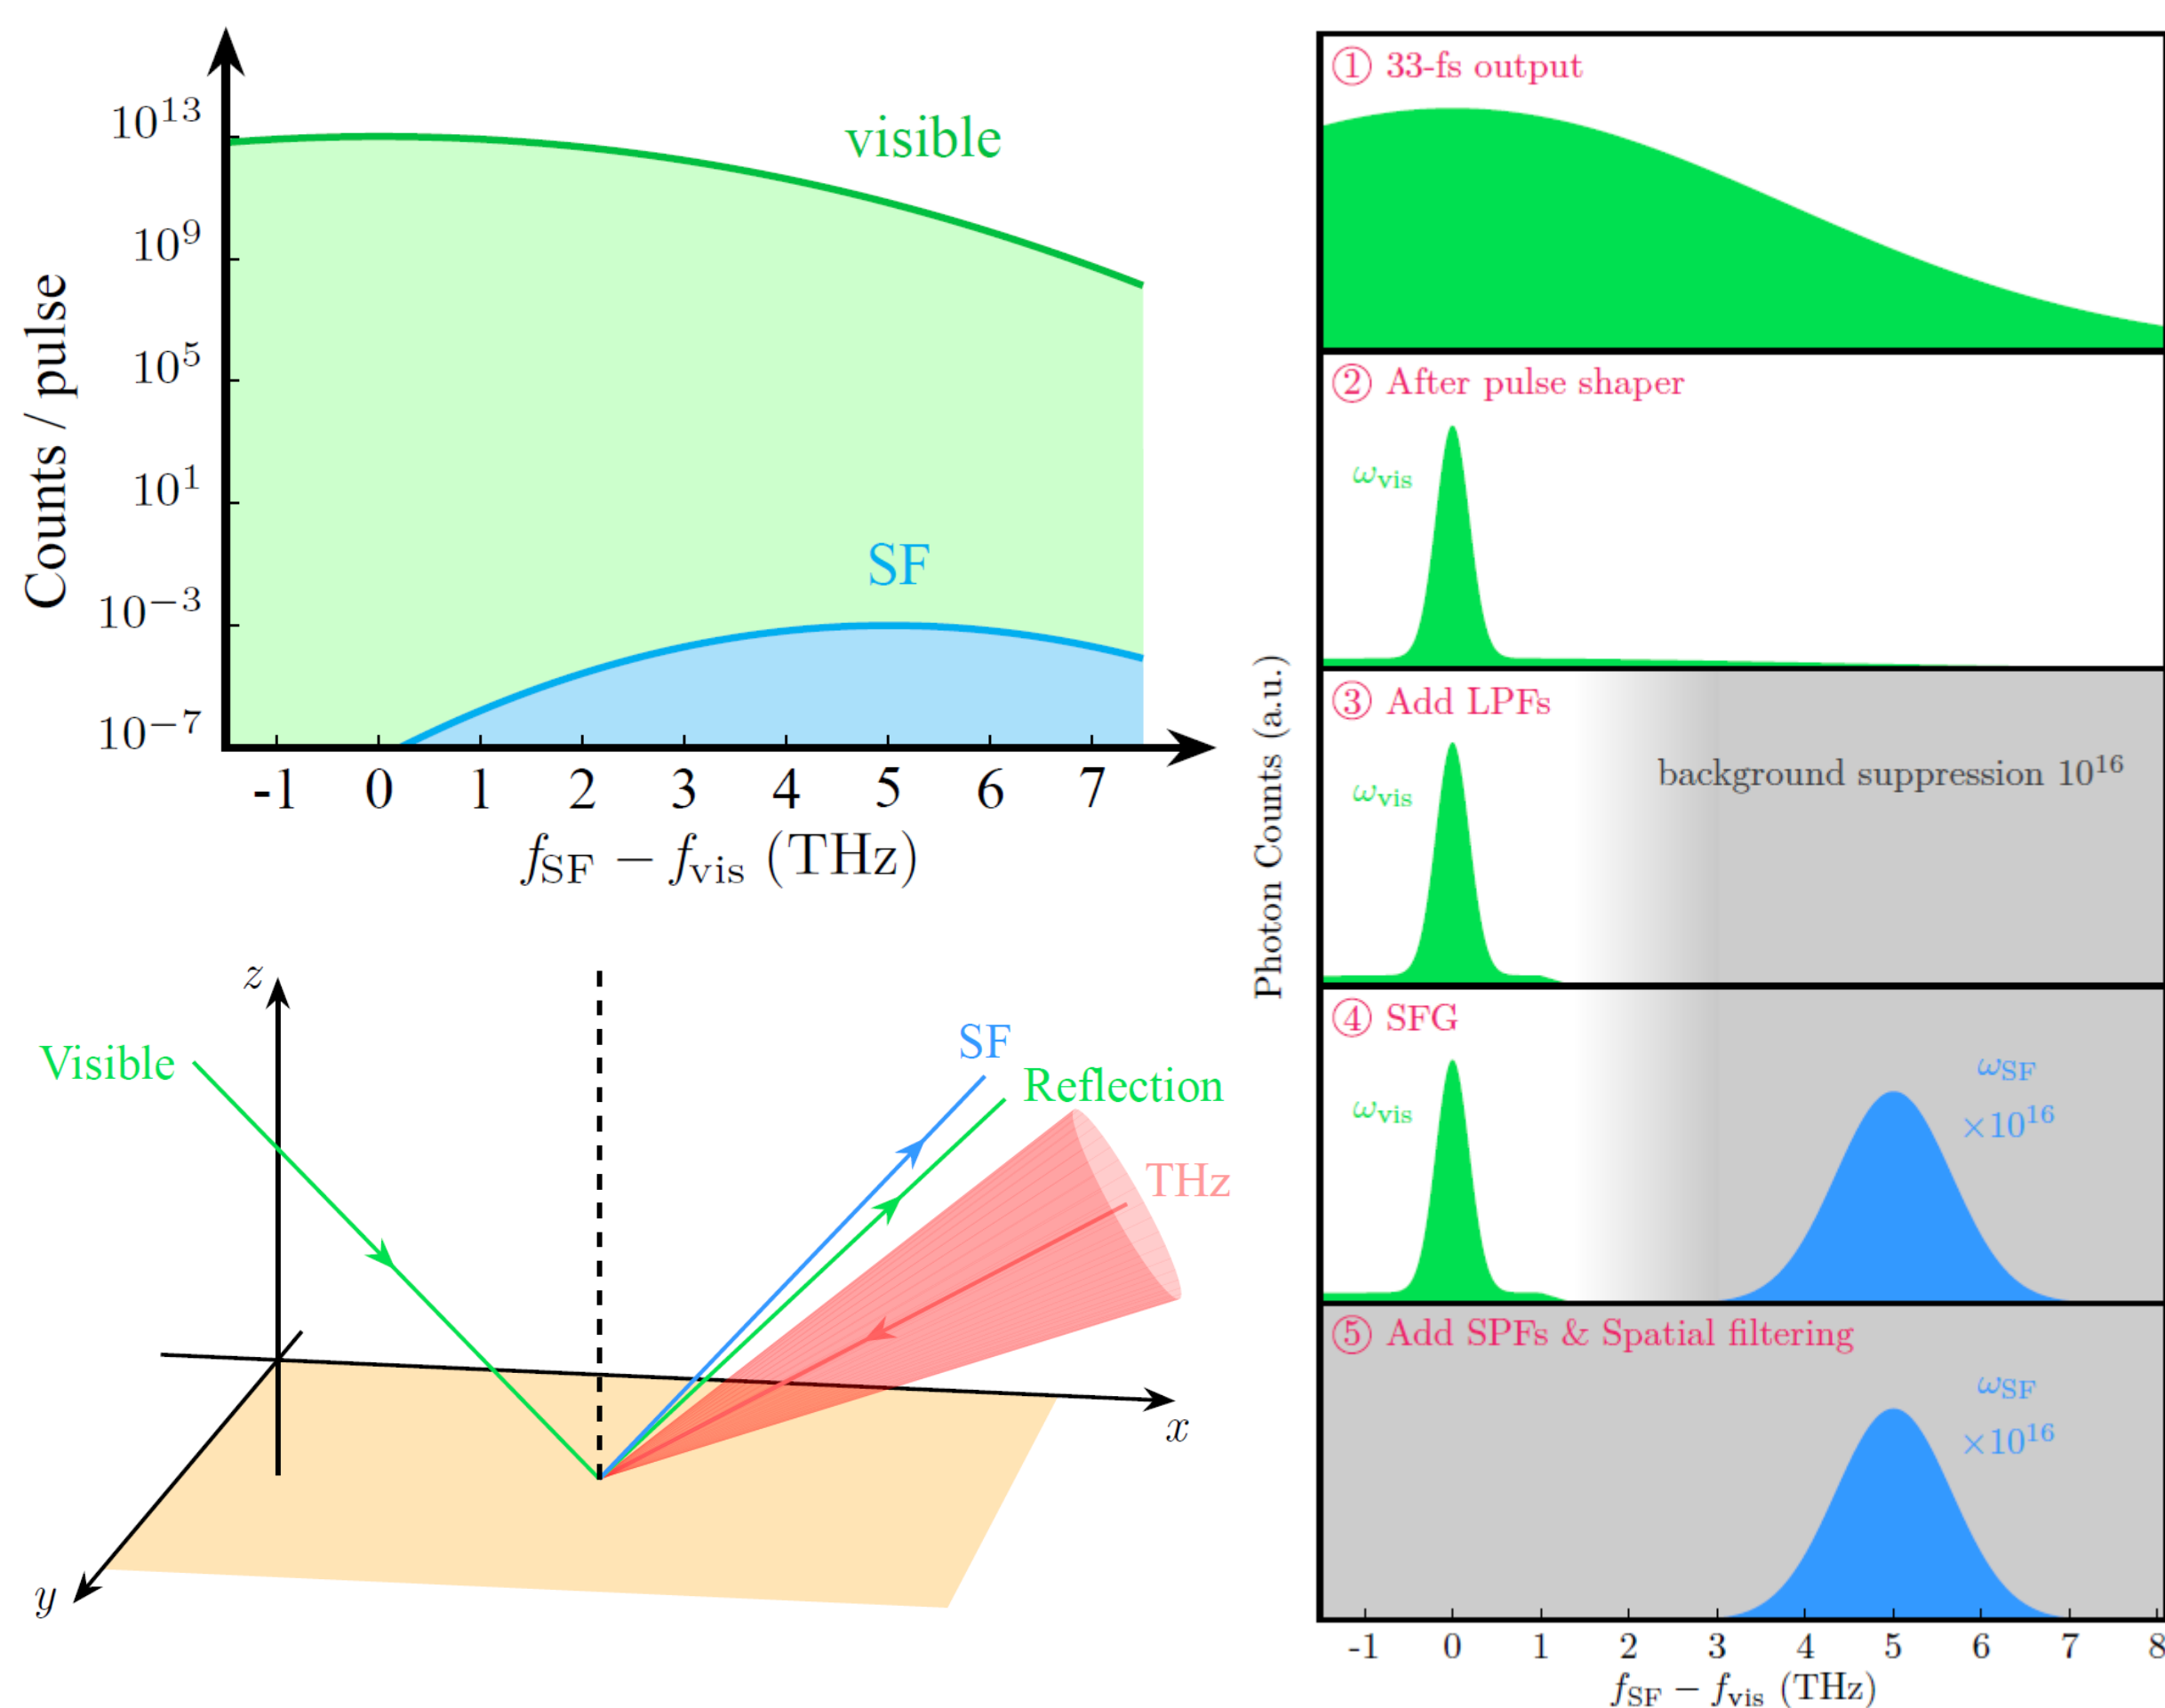 Counts / pulse
10^13
10^9
10^5
10^1
10^−3
10^−7
visible
SF
-1 0 1 2 3 4 5 6 7
f_SF − f_vis (THz)
z
Visible
SF
Reflection
THz
x
y
Photon Counts (a.u.)
① 33-fs output
② After pulse shaper
ω_vis
③ Add LPFs
ω_vis
background suppression 10^16
④ SFG
ω_vis
ω_SF
×10^16
⑤ Add SPFs & Spatial filtering
ω_SF
×10^16
-1 0 1 2 3 4 5 6 7 8
f_SF − f_vis (THz)